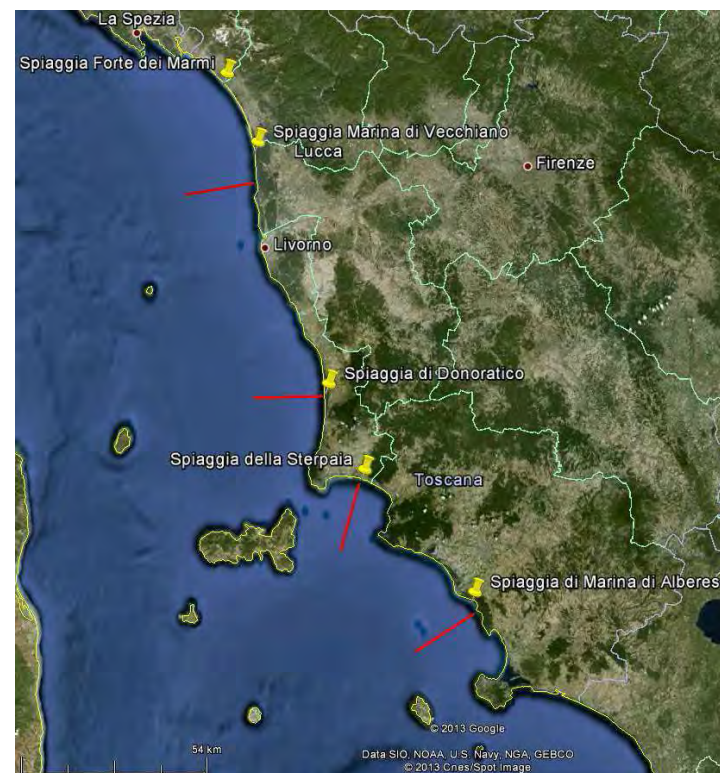 La Spezia
Spiaggia Forte dei Marmi
Spiaggia Marina di Vecchiano
Lucca
Firenze
Livorno
Spiaggia di Donoratico
Spiaggia della Sterpaia
Toscana
Spiaggia di Marina di Alberes
© 2013 Google
54 km
Data SIO, NOAA, U.S. Navy, NGA, GEBCO
© 2013 Cnes/Spot Image